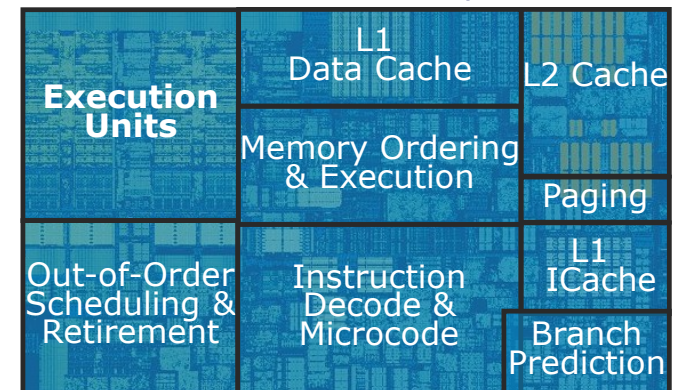 L1
Data Cache
L2 Cache
Execution
Units
Memory Ordering
& Execution
Paging
Out-of-Order
Scheduling &
Retirement
Instruction
Decode &
Microcode
L1
ICache
Branch
Prediction